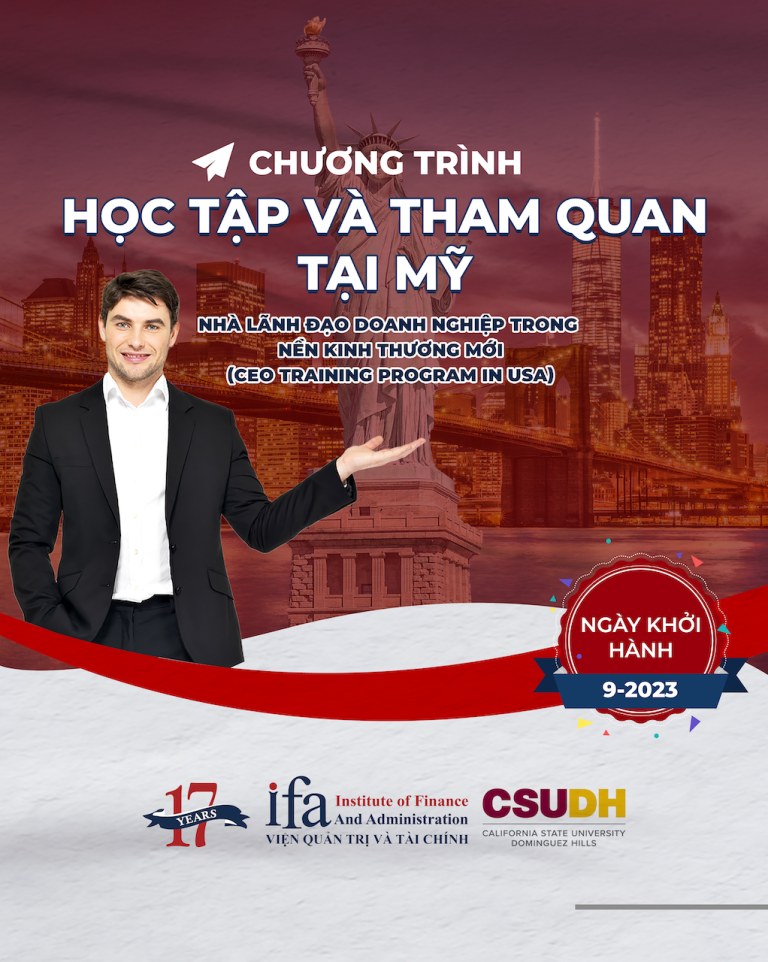 CHƯƠNG TRÌNH
HỌC TẬP VÀ THAM QUAN
TẠI MỸ
NHÀ LÃNH ĐẠO DOANH NGHIỆP TRONG
NỀN KINH THƯƠNG MỚI
(CEO TRAINING PROGRAM IN USA)
NGÀY KHỞI
HÀNH
9-2023
17
YEARS
ifa
Institute of Finance
And Administration
VIỆN QUẢN TRỊ VÀ TÀI CHÍNH
CSUDH
CALIFORNIA STATE UNIVERSITY
DOMINGUEZ HILLS